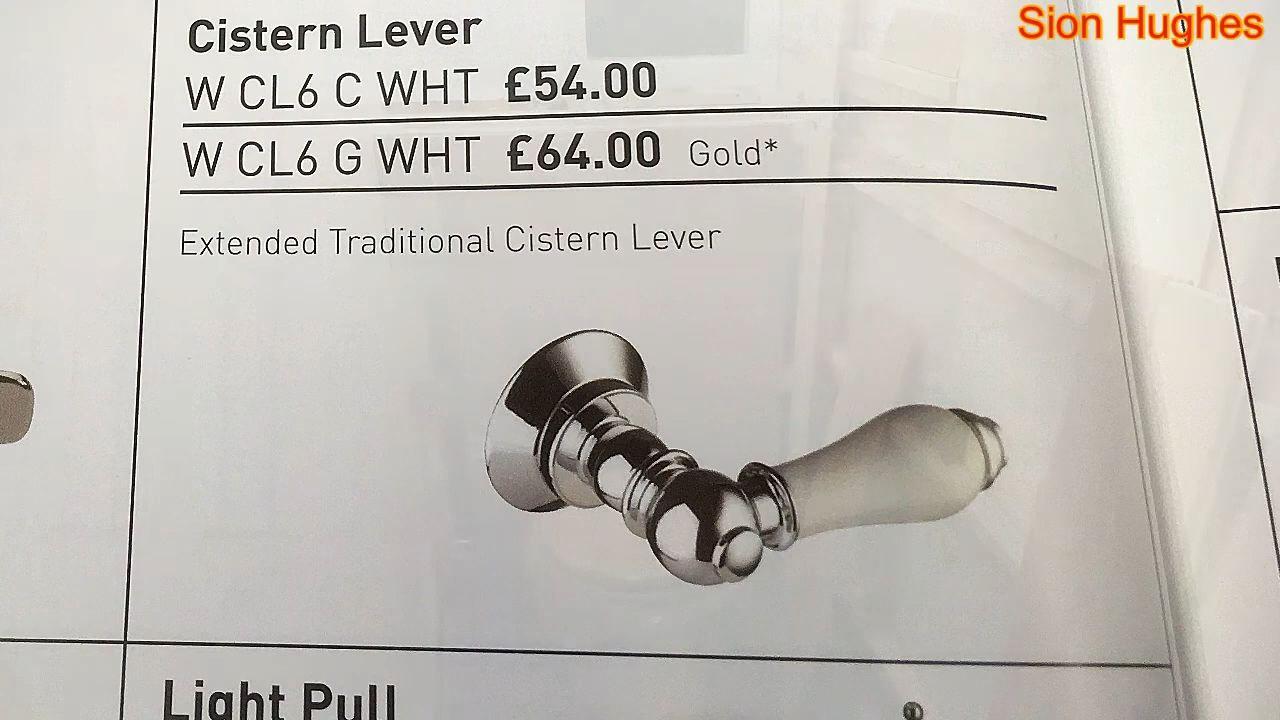 Sion Hughes
Cistern Lever
W CL6 C WHT £54.00
W CL6 G WHT £64.00 Gold*
Extended Traditional Cistern Lever
Light Pull